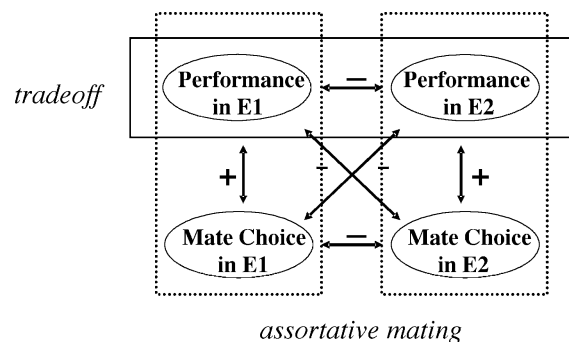 tradeoff
Performance
in E1
–
Performance
in E2
+
-
-
+
Mate Choice
in E1
–
Mate Choice
in E2
assortative mating